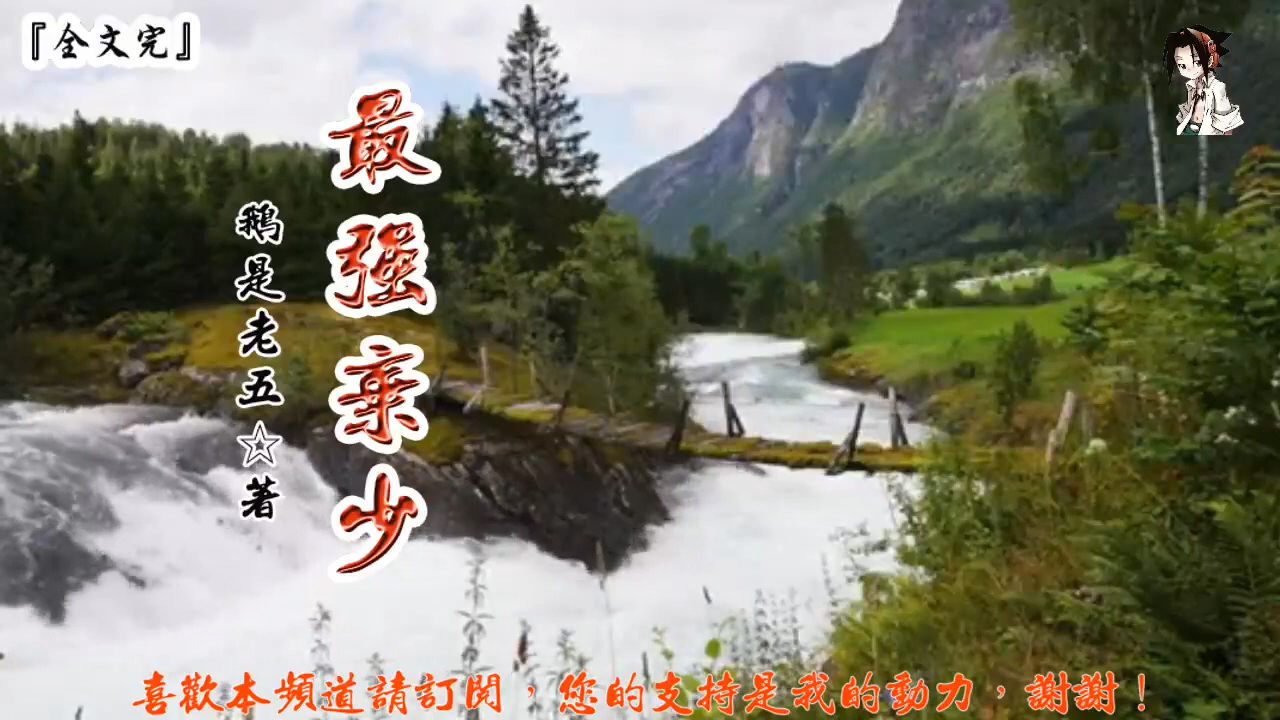 『全文完』
最強棄少
鵝是老五☆著
喜歡本頻道請訂閱，您的支持是我的動力，謝謝！